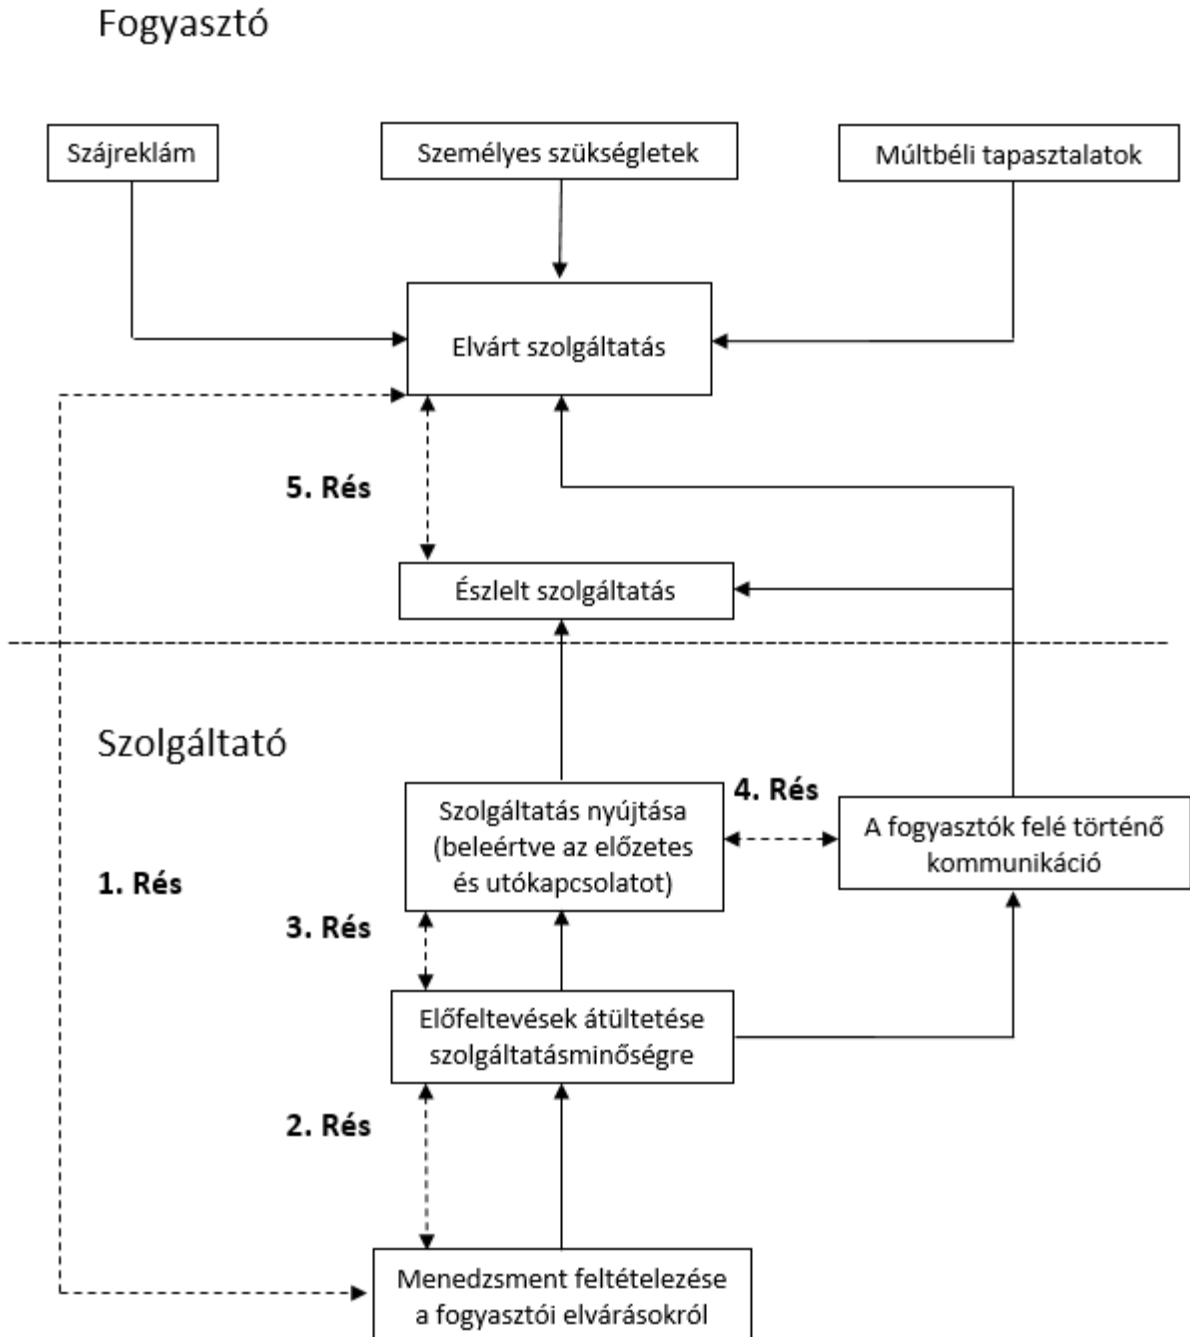 Fogyasztó
Szájreklám
Személyes szükségletek
Múltbéli tapasztalatok
Elvárt szolgáltatás
5. Rés
Észlelt szolgáltatás
Szolgáltató
4. Rés
Szolgáltatás nyújtása
(beleértve az előzetes
és utókapcsolatot)
A fogyasztók felé történő
kommunikáció
1. Rés
3. Rés
Előfeltevések átültetése
szolgáltatásminőségre
2. Rés
Menedzsment feltételezése
a fogyasztói elvárásokról